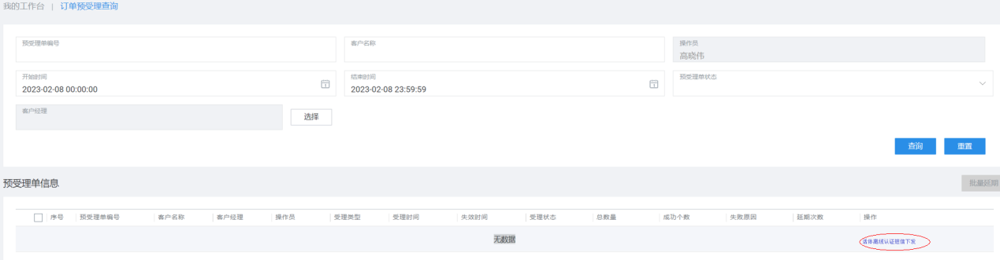 我的工作台 | 订单预受理查询
预受理单编号 客户名称 操作员
高晓伟
开始时间 结束时间 预受理单状态
2023-02-08 00:00:00 2023-02-08 23:59:59
客户经理 选择
查询 重置
预受理单信息 批量延期
序号 预受理单编号 客户名称 客户经理 操作员 受理类型 受理时间 失效时间 受理状态 总数量 成功个数 失败原因 延期次数 操作
无数据 活体离线认证短信下发